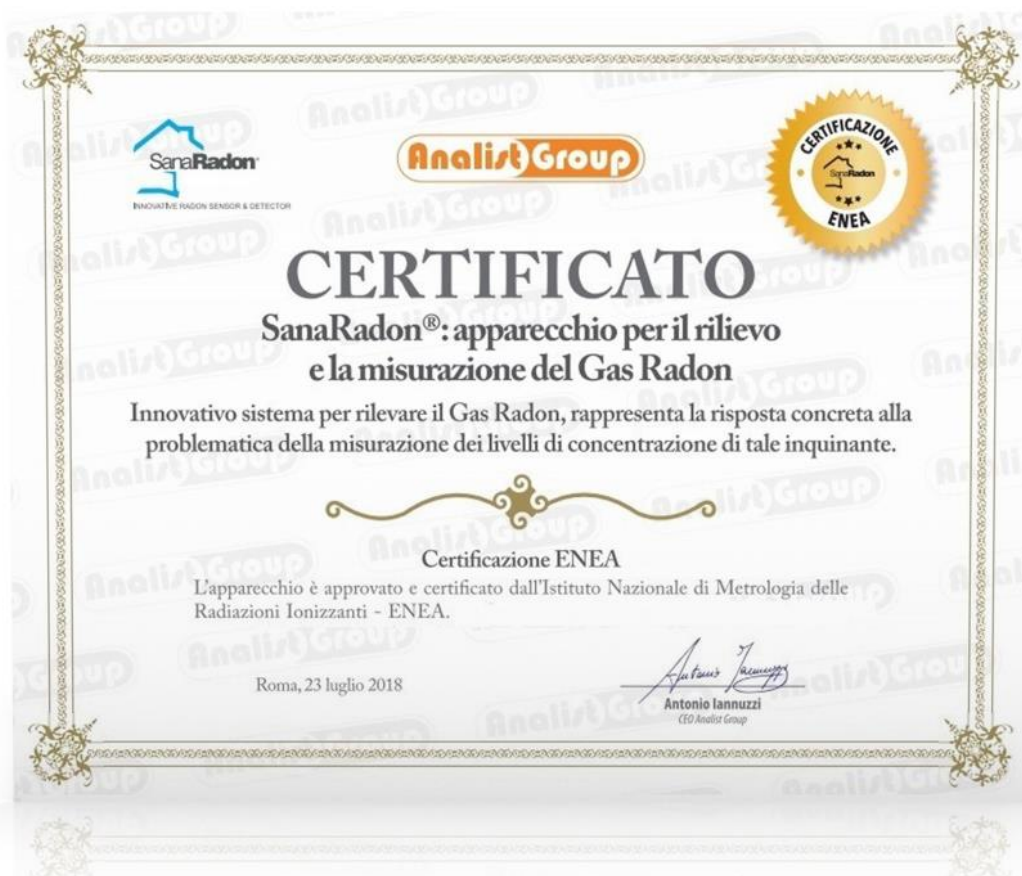 SanaRadon
INNOVATIVE RADON SENSOR & DETECTOR
Analist Group
CERTIFICAZIONE
SanaRadon
ENEA
CERTIFICATO
SanaRadon®: apparecchio per il rilievo
e la misurazione del Gas Radon
Innovativo sistema per rilevare il Gas Radon, rappresenta la risposta concreta alla
problematica della misurazione dei livelli di concentrazione di tale inquinante.
Certificazione ENEA
L'apparecchio è approvato e certificato dall'Istituto Nazionale di Metrologia delle
Radiazioni Ionizzanti - ENEA.
Roma, 23 luglio 2018
Antonio Iannuzzi
Antonio Iannuzzi
CEO Analist Group